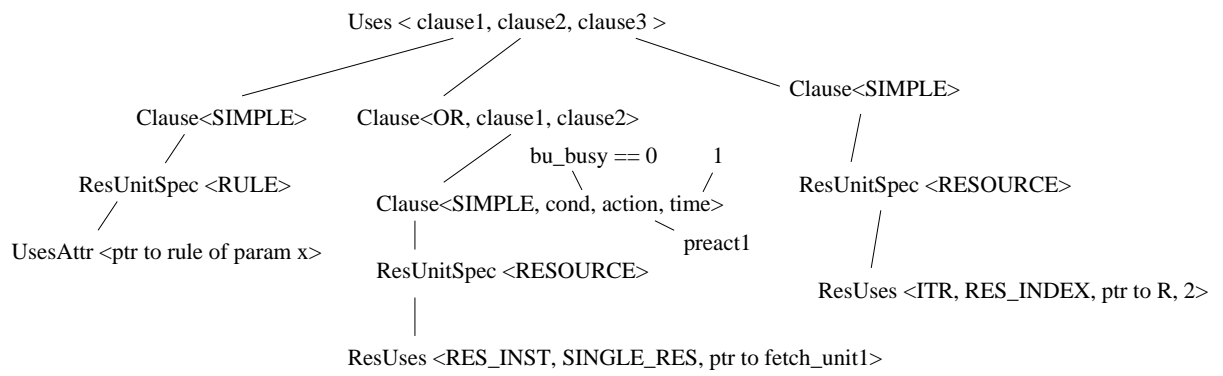 Uses < clause1, clause2, clause3 >
Clause<SIMPLE>
Clause<SIMPLE>
Clause<OR, clause1, clause2>
bu_busy == 0
1
ResUnitSpec <RULE>
ResUnitSpec <RESOURCE>
Clause<SIMPLE, cond, action, time>
UsesAttr <ptr to rule of param x>
preact1
ResUnitSpec <RESOURCE>
ResUses <ITR, RES_INDEX, ptr to R, 2>
ResUses <RES_INST, SINGLE_RES, ptr to fetch_unit1>